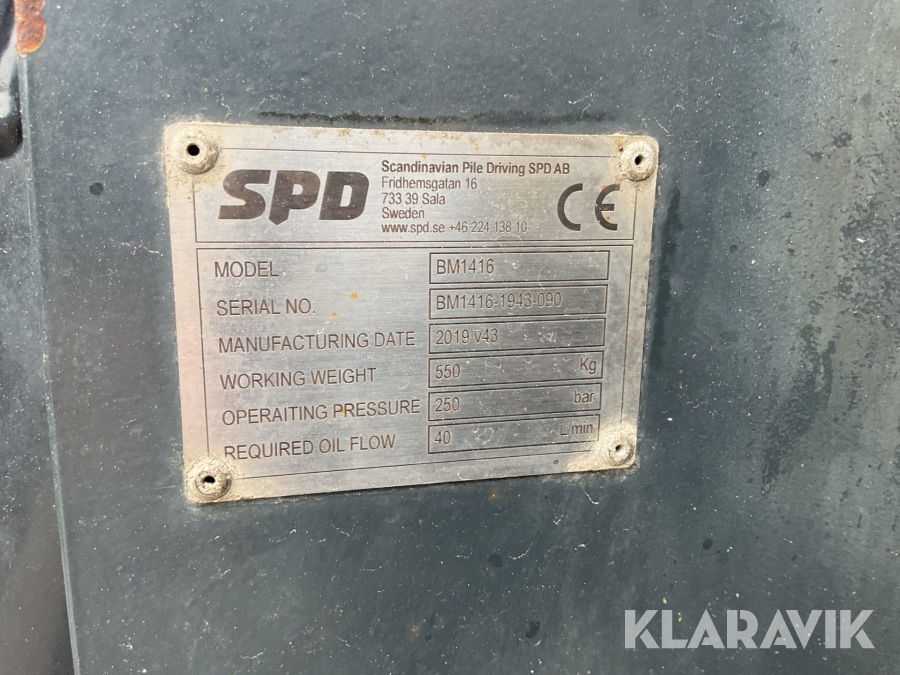 SPD
Scandinavian Pile Driving SPD AB
Fridhemsgatan 16
733 39 Sala
Sweden
www.spd.se +46 224 138 10
CE
MODEL BM1416
SERIAL NO. BM1416-1943-090
MANUFACTURING DATE 2019 v43
WORKING WEIGHT 550 Kg
OPERAITING PRESSURE 250 bar
REQUIRED OIL FLOW 40 L/min
KLARAVIK